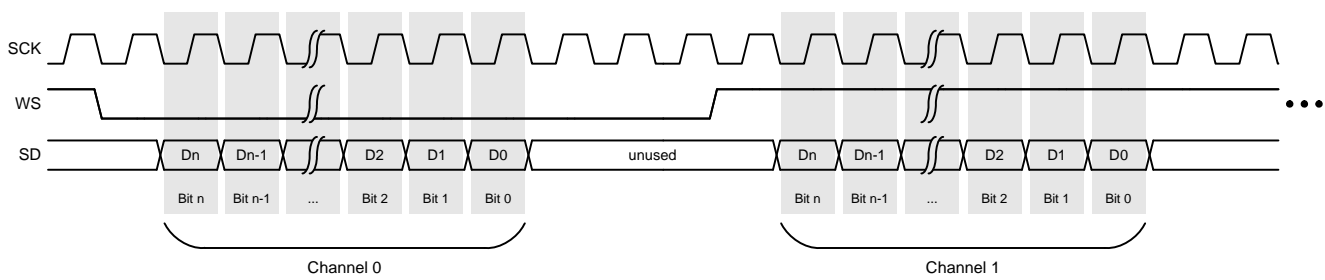 SCK
WS
SD
Dn Dn-1 D2 D1 D0 unused Dn Dn-1 D2 D1 D0
Bit n Bit n-1 ... Bit 2 Bit 1 Bit 0 Bit n Bit n-1 ... Bit 2 Bit 1 Bit 0
Channel 0 Channel 1